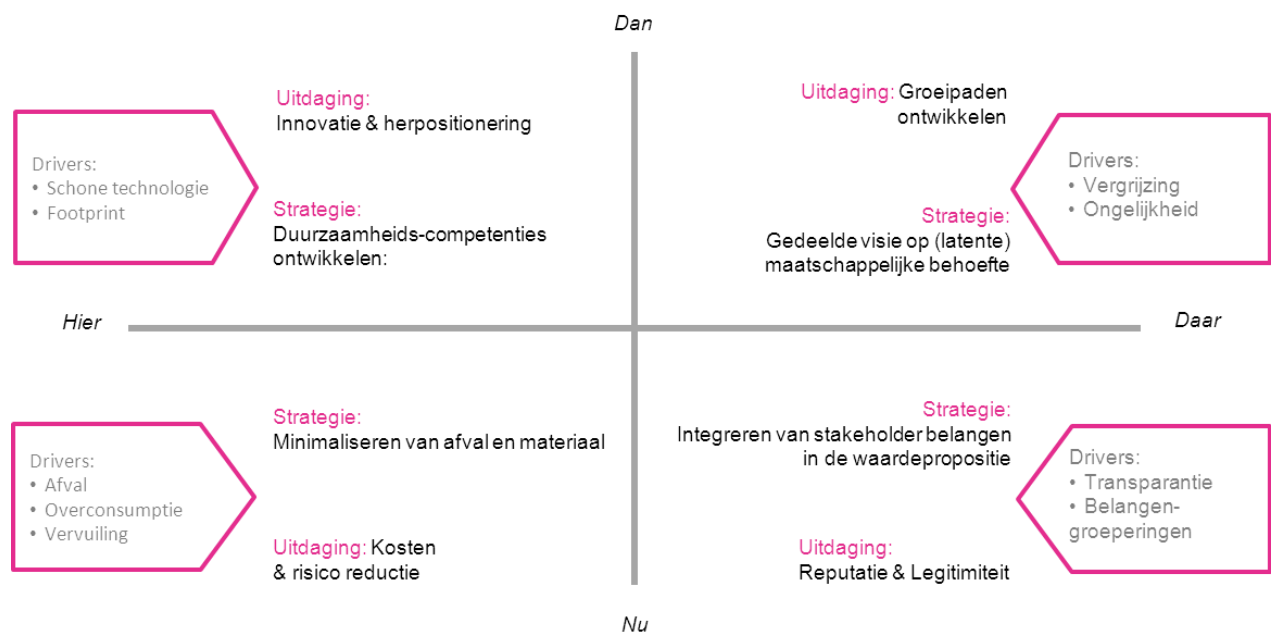 Dan
Drivers:
• Schone technologie
• Footprint
Uitdaging:
Innovatie & herpositionering
Strategie:
Duurzaamheids-competenties
ontwikkelen:
Uitdaging: Groeipaden
ontwikkelen
Strategie:
Gedeelde visie op (latente)
maatschappelijke behoefte
Drivers:
• Vergrijzing
• Ongelijkheid
Hier
Daar
Drivers:
• Afval
• Overconsumptie
• Vervuiling
Strategie:
Minimaliseren van afval en materiaal
Uitdaging: Kosten
& risico reductie
Strategie:
Integreren van stakeholder belangen
in de waardepropositie
Uitdaging:
Reputatie & Legitimiteit
Drivers:
• Transparantie
• Belangen-
groeperingen
Nu